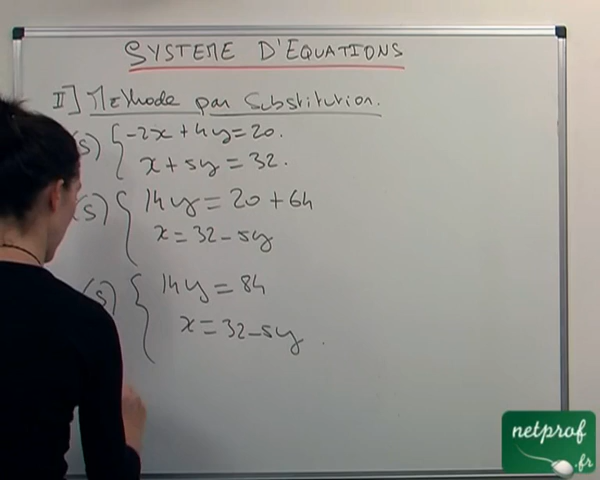 SYSTEME D'EQUATIONS
II] Méthode par Substitution.
(S) { -2x + 4y = 20.
x + 5y = 32.
(S) { 14y = 20 + 64
x = 32 - 5y
(S) { 14y = 84
x = 32 - 5y.
netprof
.fr